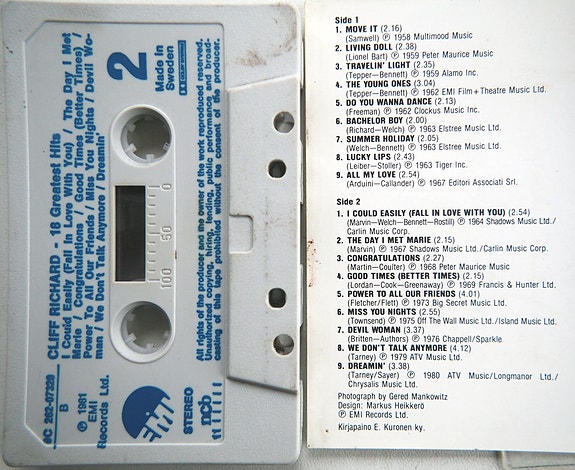 CLIFF RICHARD - 18 Greatest Hits
I Could Easily (Fall In Love With You) / The Day I Met
Marie / Congratulations / Good Times (Better Times) /
Power To All Our Friends / Miss You Nights / Devil Wo-
man / We Don't Talk Anymore / Dreamin'
6C 262-07328
B
℗ 1981
EMI
Records Ltd.
2
Made in
Sweden
EMI
100 50 0
STEREO
ncb
All rights of the producer and the owner of the work reproduced reserved.
Unauthorized copying, hiring, lending, public performance and broad-
casting of this tape prohibited without the consent of the producer.
Side 1
1. MOVE IT (2.16)
(Samwell) ℗ 1958 Multimood Music
2. LIVING DOLL (2.38)
(Lionel Bart) ℗ 1959 Peter Maurice Music
3. TRAVELIN' LIGHT (2.35)
(Tepper—Bennett) ℗ 1959 Alamo Inc.
4. THE YOUNG ONES (3.04)
(Tepper—Bennett) ℗ 1962 EMI Film + Theatre Music Ltd.
5. DO YOU WANNA DANCE (2.13)
(Freeman) ℗ 1962 Clockus Music Inc.
6. BACHELOR BOY (2.00)
(Richard—Welch) ℗ 1963 Elstree Music Ltd.
7. SUMMER HOLIDAY (2.05)
(Welch—Bennett) ℗ 1963 Elstree Music Ltd.
8. LUCKY LIPS (2.43)
(Leiber—Stoller) ℗ 1963 Tiger Inc.
9. ALL MY LOVE (2.54)
(Arduini—Callander) ℗ 1967 Editori Associati Srl.
Side 2
1. I COULD EASILY (FALL IN LOVE WITH YOU) (2.54)
(Marvin—Welch—Bennett—Rostill) ℗ 1964 Shadows Music Ltd./
Carlin Music Corp.
2. THE DAY I MET MARIE (2.15)
(Marvin) ℗ 1967 Shadows Music Ltd./Carlin Music Corp.
3. CONGRATULATIONS (2.27)
(Martin—Coulter) ℗ 1968 Peter Maurice Music
4. GOOD TIMES (BETTER TIMES) (2.15)
(Lordan—Cook—Greenaway) ℗ 1969 Francis & Hunter Ltd.
5. POWER TO ALL OUR FRIENDS (4.01)
(Fletcher/Flett) ℗ 1973 Big Secret Music Ltd.
6. MISS YOU NIGHTS (2.55)
(Townsend) ℗ 1975 Off The Wall Music Ltd./Island Music Ltd.
7. DEVIL WOMAN (3.37)
(Britten—Authors) ℗ 1976 Chappell/Sparkle
8. WE DON'T TALK ANYMORE (4.12)
(Tarney) ℗ 1979 ATV Music Ltd.
9. DREAMIN' (3.38)
(Tarney/Sayer) ℗ 1980 ATV Music/Longmanor Ltd./
Chrysalis Music Ltd.
Photograph by Gered Mankowitz
Design: Markus Heikkerö
℗ EMI Records Ltd.
Kirjapaino E. Kuronen ky.